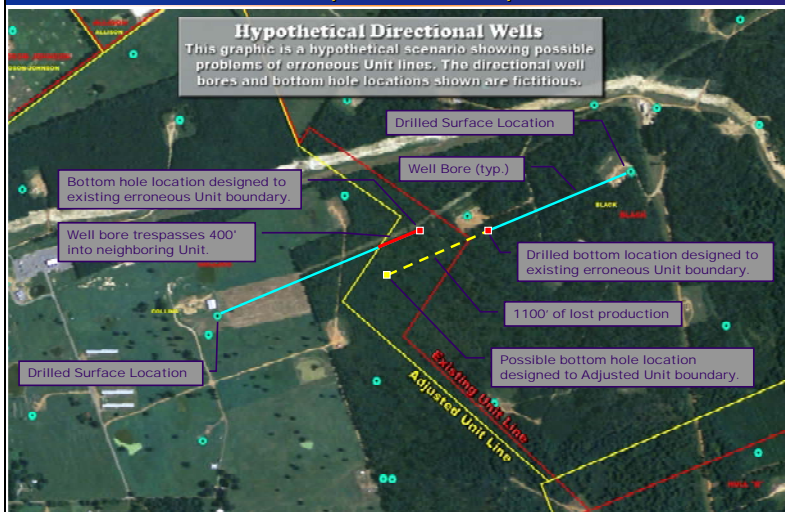 Hypothetical Directional Wells
This graphic is a hypothetical scenario showing possible
problems of erroneous Unit lines. The directional well
bores and bottom hole locations shown are fictitious.
ALLISON
Drilled Surface Location
Well Bore (typ.)
Bottom hole location designed to
existing erroneous Unit boundary.
BLACK
BLACK
Well bore trespasses 400'
into neighboring Unit.
Drilled bottom location designed to
existing erroneous Unit boundary.
COLLINS
1100' of lost production
Drilled Surface Location
Possible bottom hole location
designed to Adjusted Unit boundary.
Existing Unit Line
Adjusted Unit Line